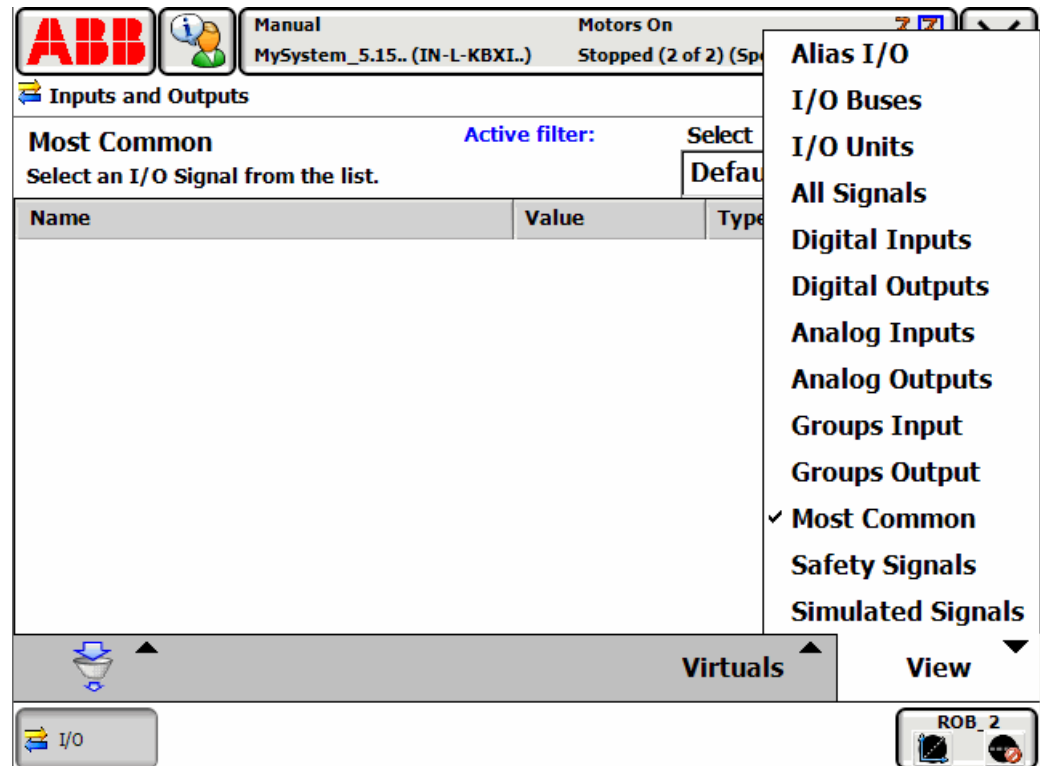 ABB
Manual
Motors On
MySystem_5.15.. (IN-L-KBXI..)
Stopped (2 of 2) (Spe
Inputs and Outputs
Most Common
Active filter:
Select
Select an I/O Signal from the list.
Defau
Name
Value
Type
Alias I/O
I/O Buses
I/O Units
All Signals
Digital Inputs
Digital Outputs
Analog Inputs
Analog Outputs
Groups Input
Groups Output
Most Common
Safety Signals
Simulated Signals
Virtuals
View
I/O
ROB_2